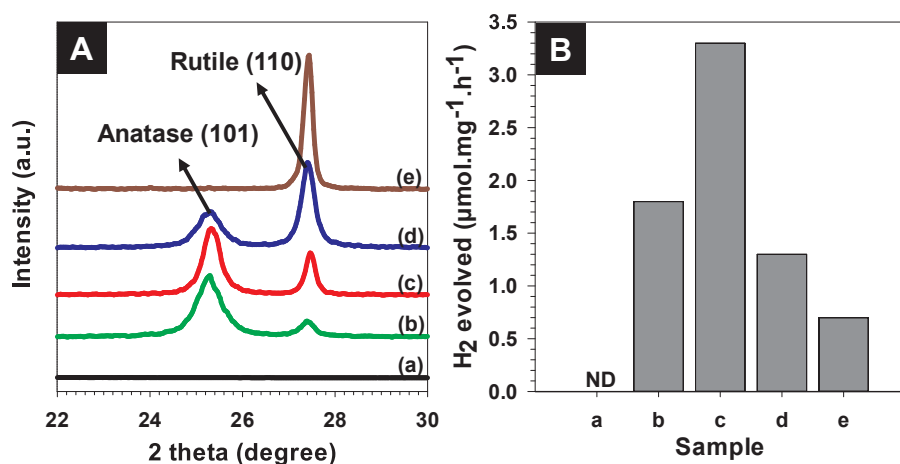 A
Rutile (110)
Anatase (101)
(e)
(d)
(c)
(b)
(a)
Intensity (a.u.)
22 24 26 28 30
2 theta (degree)
B
3.5
3.0
2.5
2.0
1.5
1.0
0.5
0.0
H2 evolved (µmol.mg-1.h-1)
ND
a b c d e
Sample